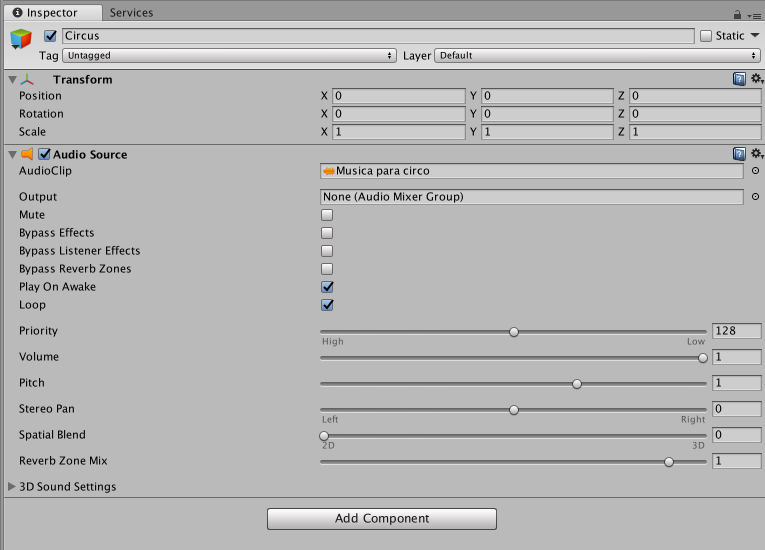 Inspector Services
Circus Static
Tag Untagged Layer Default
Transform
Position X 0 Y 0 Z 0
Rotation X 0 Y 0 Z 0
Scale X 1 Y 1 Z 1
Audio Source
AudioClip Musica para circo
Output None (Audio Mixer Group)
Mute
Bypass Effects
Bypass Listener Effects
Bypass Reverb Zones
Play On Awake
Loop
Priority 128
High Low
Volume 1
Pitch 1
Stereo Pan 0
Left Right
Spatial Blend 0
2D 3D
Reverb Zone Mix 1
3D Sound Settings
Add Component